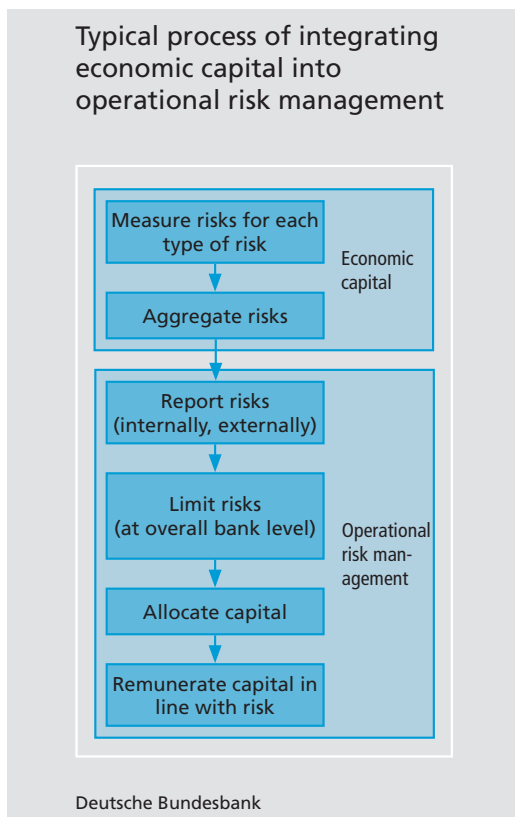 Typical process of integrating
economic capital into
operational risk management
Measure risks for each
type of risk
Aggregate risks
Economic
capital
Report risks
(internally, externally)
Limit risks
(at overall bank level)
Allocate capital
Remunerate capital in
line with risk
Operational
risk man-
agement
Deutsche Bundesbank